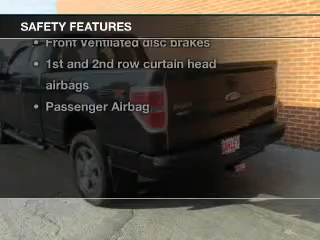 SAFETY FEATURES
• Front Ventilated disc brakes
• 1st and 2nd row curtain head
airbags
• Passenger Airbag